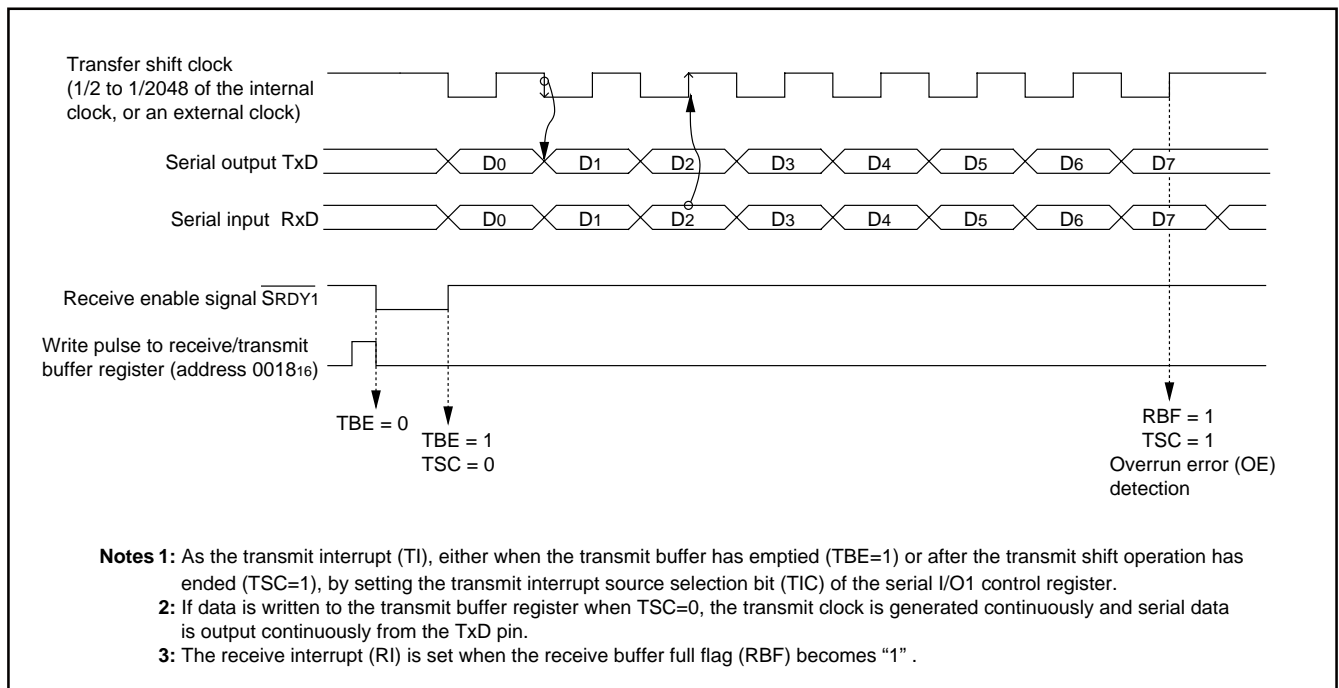 Transfer shift clock
(1/2 to 1/2048 of the internal
clock, or an external clock)
Serial output TxD
D0 D1 D2 D3 D4 D5 D6 D7
Serial input RxD
D0 D1 D2 D3 D4 D5 D6 D7
Receive enable signal SRDY1
Write pulse to receive/transmit
buffer register (address 001816)
TBE = 0
TBE = 1
TSC = 0
RBF = 1
TSC = 1
Overrun error (OE)
detection
Notes 1: As the transmit interrupt (TI), either when the transmit buffer has emptied (TBE=1) or after the transmit shift operation has
ended (TSC=1), by setting the transmit interrupt source selection bit (TIC) of the serial I/O1 control register.
2: If data is written to the transmit buffer register when TSC=0, the transmit clock is generated continuously and serial data
is output continuously from the TxD pin.
3: The receive interrupt (RI) is set when the receive buffer full flag (RBF) becomes “1” .